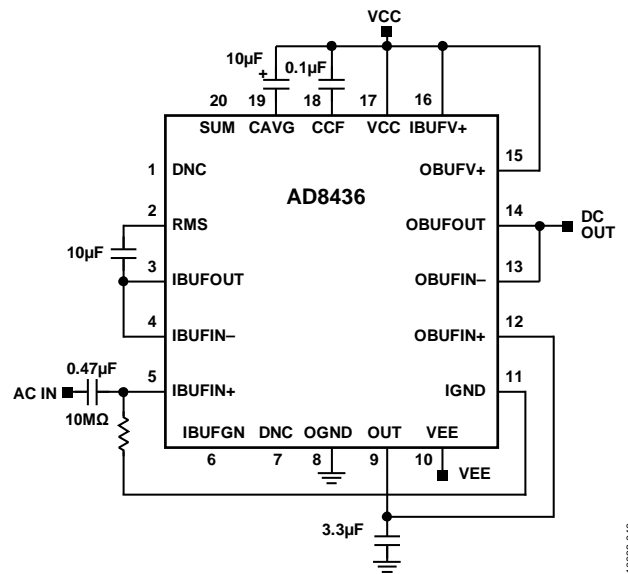 VCC
10µF
+
0.1µF
20 19 18 17 16
SUM CAVG CCF VCC IBUFV+
1 DNC
OBUFV+ 15
AD8436
2 RMS
OBUFOUT 14
DC OUT
10µF
3 IBUFOUT
OBUFIN– 13
4 IBUFIN–
OBUFIN+ 12
0.47µF
AC IN
5 IBUFIN+
IGND 11
10MΩ
IBUFGN DNC OGND OUT VEE
6 7 8 9 10
VEE
3.3µF